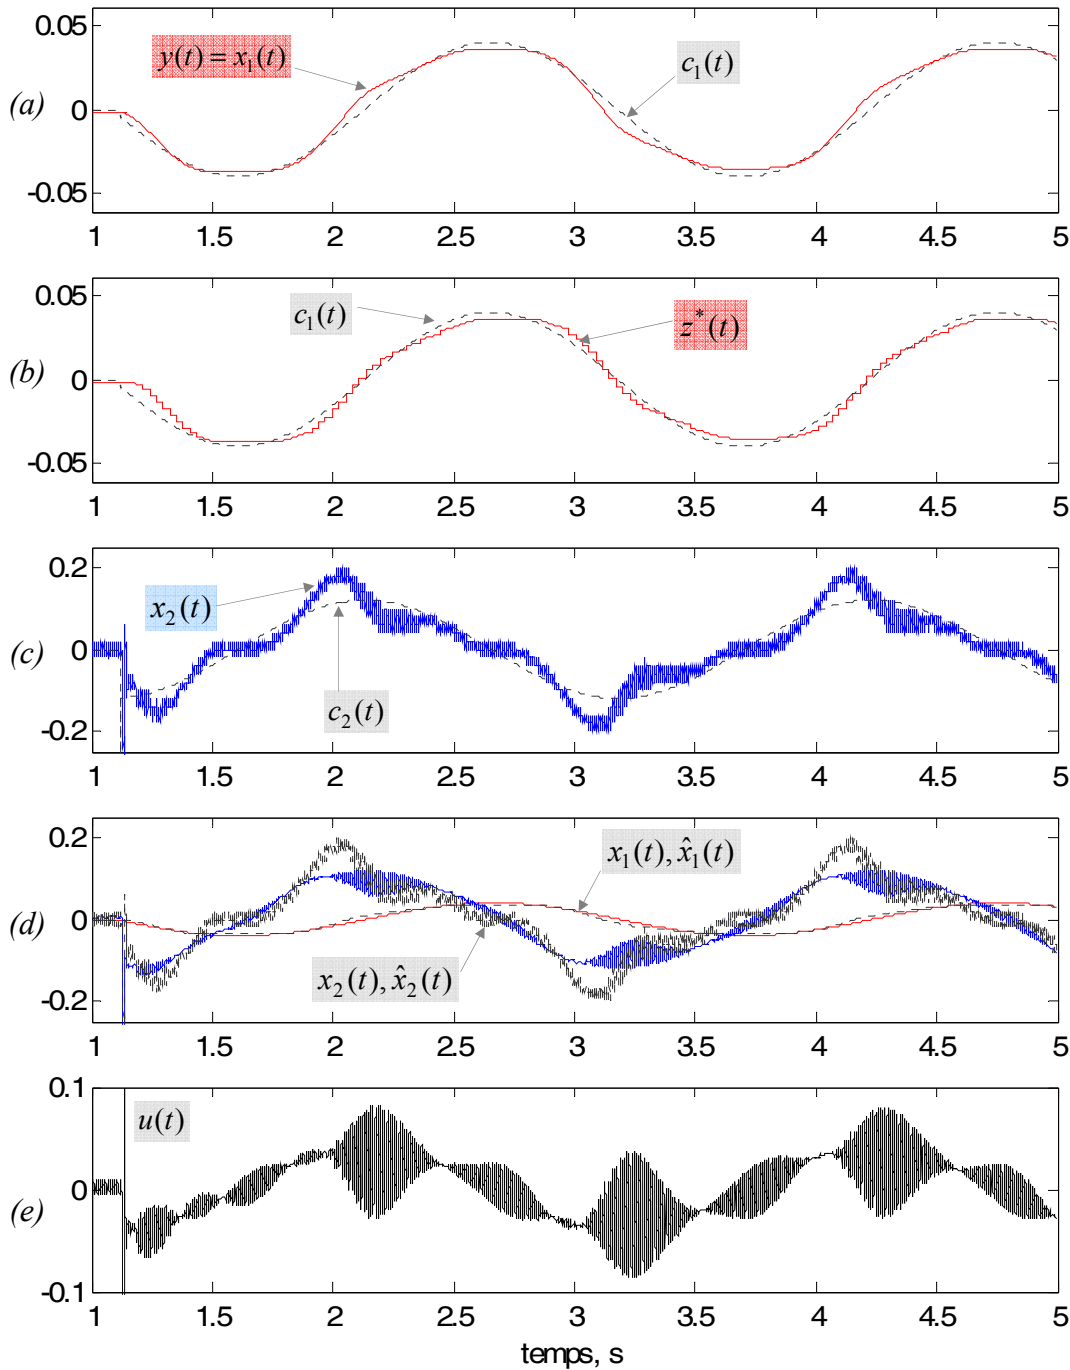 0.05
y(t) = x₁(t)
c₁(t)
(a)
0
-0.05
1 1.5 2 2.5 3 3.5 4 4.5 5
0.05
c₁(t)
z*(t)
(b)
0
-0.05
1 1.5 2 2.5 3 3.5 4 4.5 5
0.2
x₂(t)
(c)
0
c₂(t)
-0.2
1 1.5 2 2.5 3 3.5 4 4.5 5
0.2
x₁(t), x̂₁(t)
(d)
0
x₂(t), x̂₂(t)
-0.2
1 1.5 2 2.5 3 3.5 4 4.5 5
0.1
u(t)
0
(e)
-0.1
1 1.5 2 2.5 3 3.5 4 4.5 5
temps, s